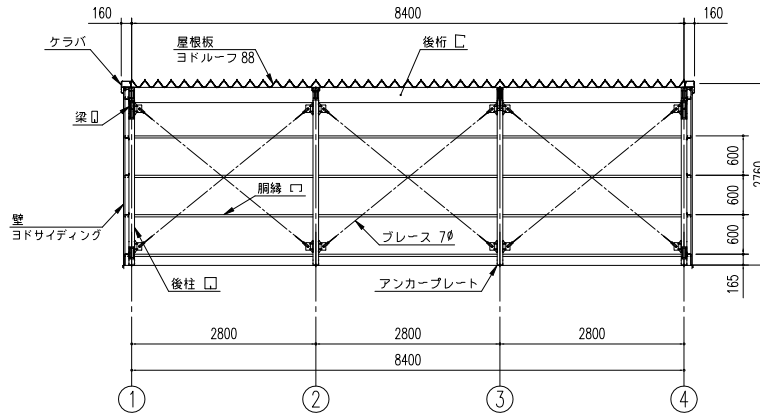 160
8400
160
ケラバ
屋根板
ヨドルーフ 88
後桁
梁
600
600
600
165
2760
胴縁
壁
ヨドサイディング
ブレース 7φ
後柱
アンカープレート
2800
2800
2800
8400
1
2
3
4